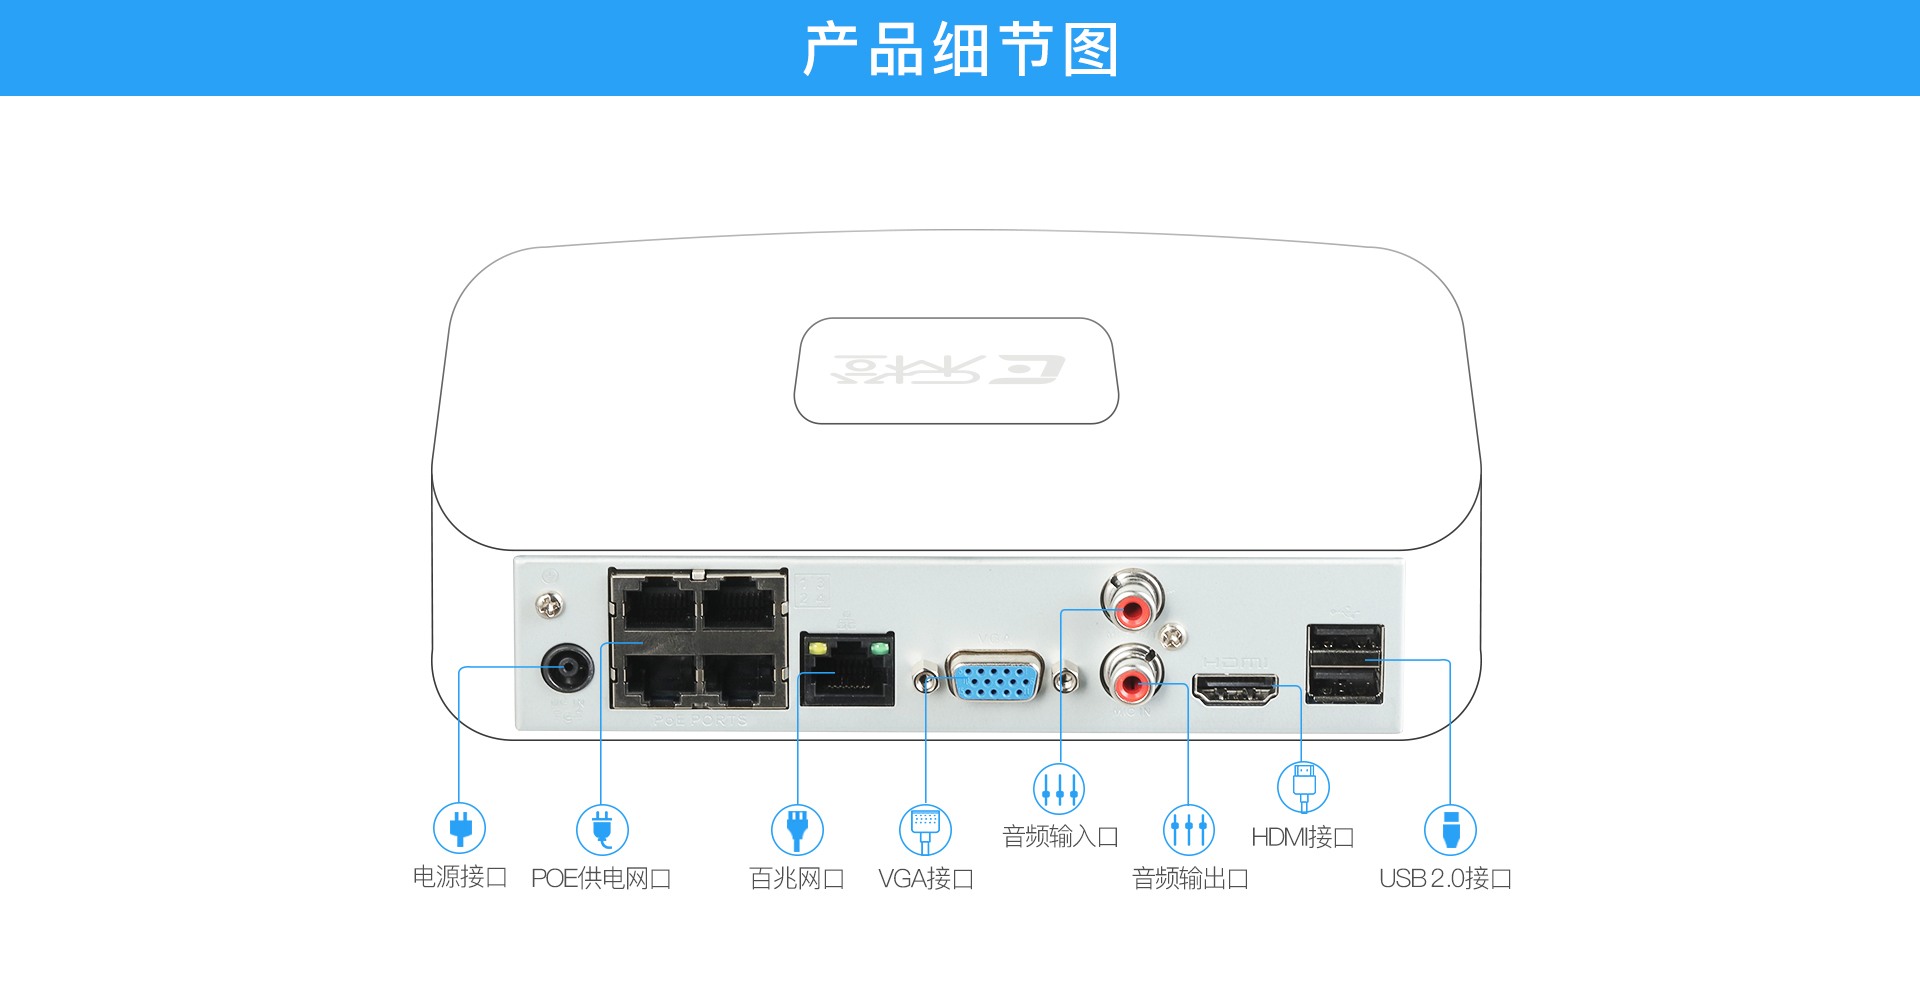 产品细节图
VGA
HDMI
PoE PORTS
音频输入口
HDMI接口
电源接口
POE供电网口
百兆网口
VGA接口
音频输出口
USB 2.0接口